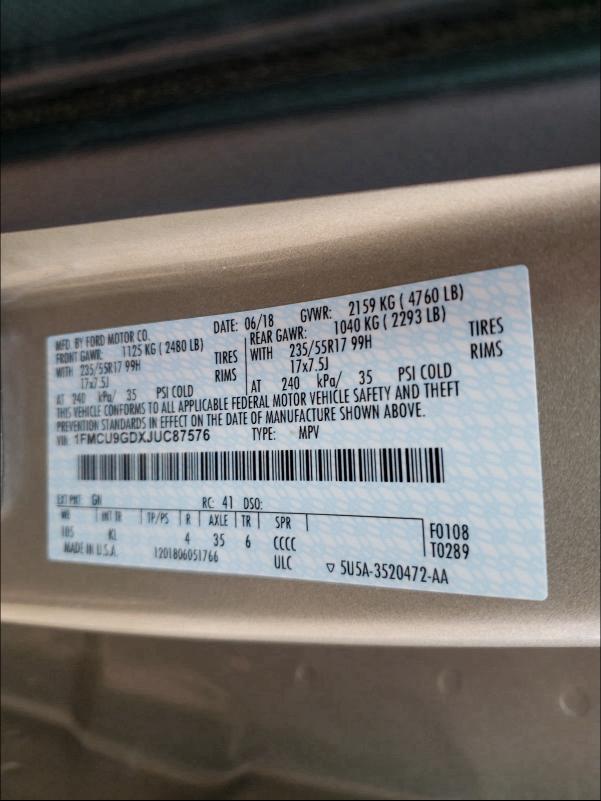 MFD. BY FORD MOTOR CO. DATE: 06/18 GVWR: 2159 KG ( 4760 LB)
FRONT GAWR: 1125 KG ( 2480 LB) REAR GAWR: 1040 KG ( 2293 LB)
WITH 235/55R17 99H TIRES WITH 235/55R17 99H TIRES
17x7.5J RIMS 17x7.5J RIMS
AT 240 kPa/ 35 PSI COLD AT 240 kPa/ 35 PSI COLD
THIS VEHICLE CONFORMS TO ALL APPLICABLE FEDERAL MOTOR VEHICLE SAFETY AND THEFT
PREVENTION STANDARDS IN EFFECT ON THE DATE OF MANUFACTURE SHOWN ABOVE.
VIN: 1FMCU9GDXJUC87576 TYPE: MPV
EXT PNT: GN RC: 41 DSO:
WB INT TR TP/PS R AXLE TR SPR F0108
105 KL 4 35 6 CCCC T0289
MADE IN U.S.A. 1201806051766 ULC ▽ 5U5A-3520472-AA